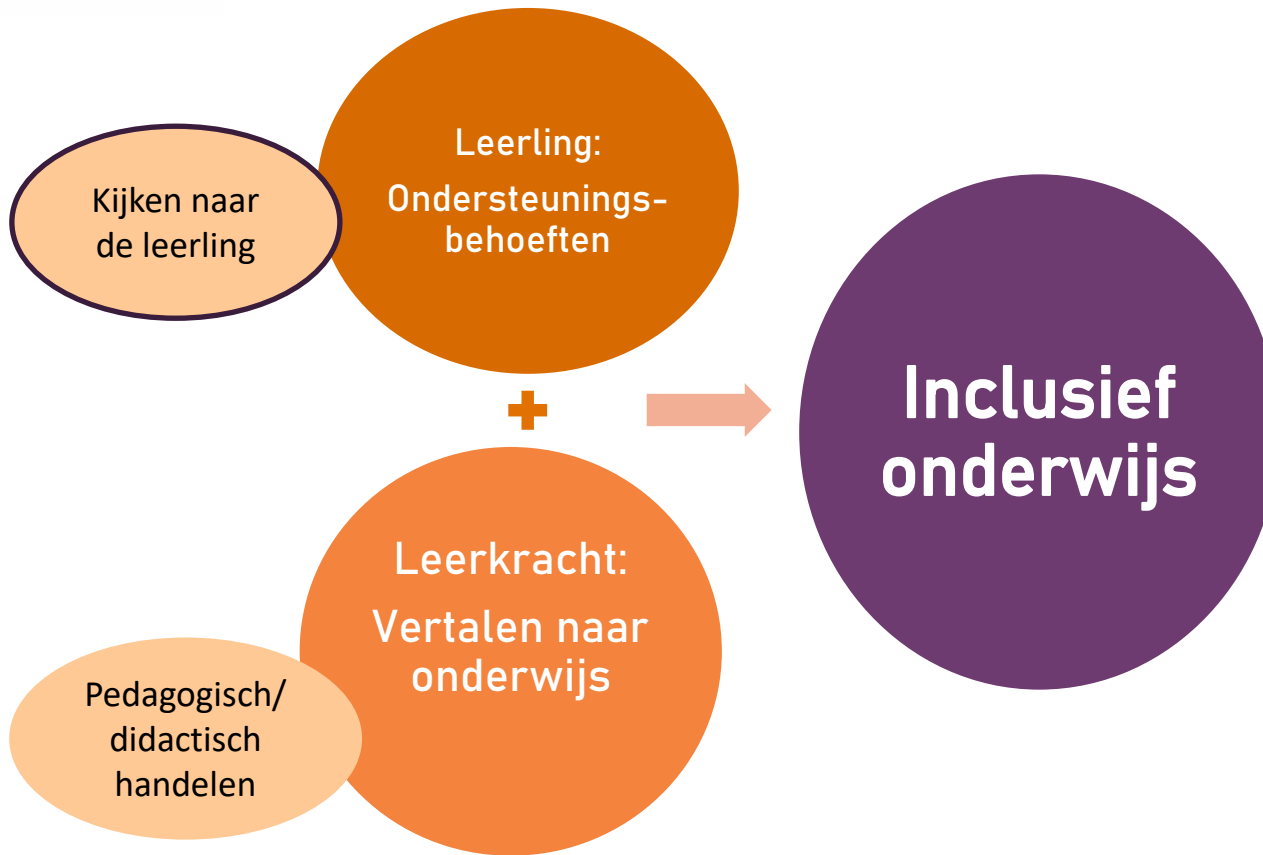 Leerling:
Ondersteunings-
behoeften
Kijken naar
de leerling
+
Inclusief
onderwijs
Leerkracht:
Vertalen naar
onderwijs
Pedagogisch/
didactisch
handelen